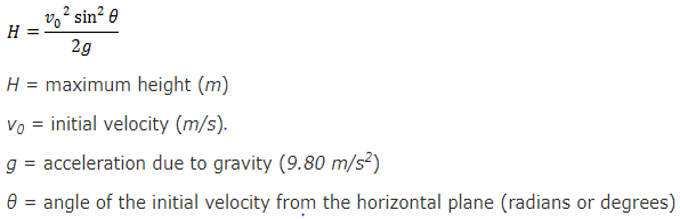 H = v₀² sin² θ / 2g
H = maximum height (m)
v₀ = initial velocity (m/s).
g = acceleration due to gravity (9.80 m/s²)
θ = angle of the initial velocity from the horizontal plane (radians or degrees)